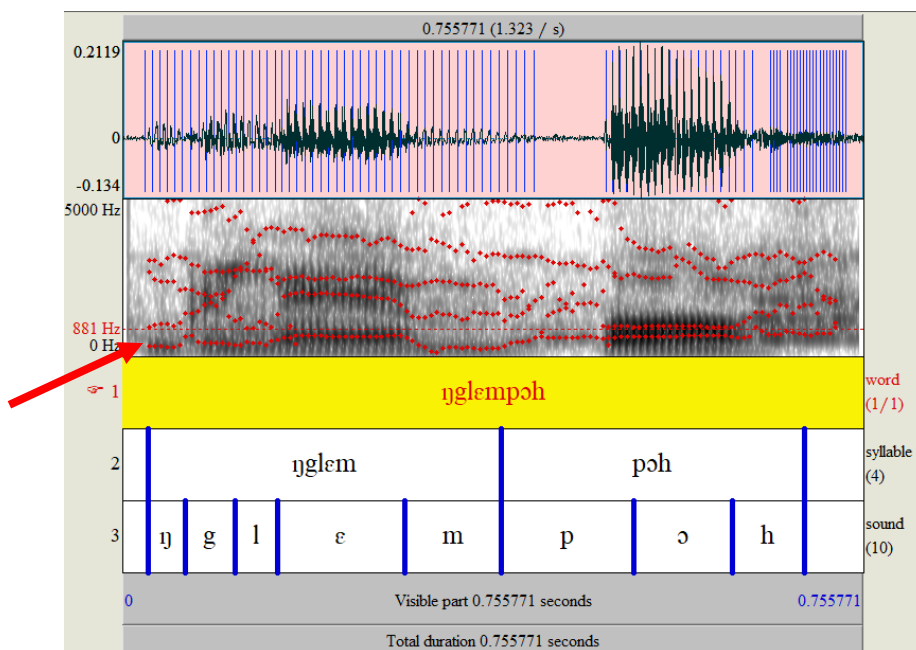 0.755771 (1.323 / s)
0.2119
0
-0.134
5000 Hz
881 Hz
0 Hz
☞ 1 ŋglɛmpɔh word (1/1)
2 ŋglɛm pɔh syllable (4)
3 ŋ g l ɛ m p ɔ h sound (10)
0 Visible part 0.755771 seconds 0.755771
Total duration 0.755771 seconds